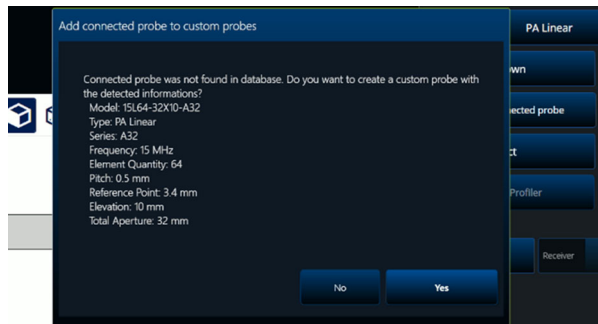 Add connected probe to custom probes
PA Linear
own
Connected probe was not found in database. Do you want to create a custom probe with
the detected informations?
Model: 15L64-32X10-A32
Type: PA Linear
Series: A32
Frequency: 15 MHz
Element Quantity: 64
Pitch: 0.5 mm
Reference Point: 3.4 mm
Elevation: 10 mm
Total Aperture: 32 mm
ected probe
ct
Profiler
Receiver
No
Yes